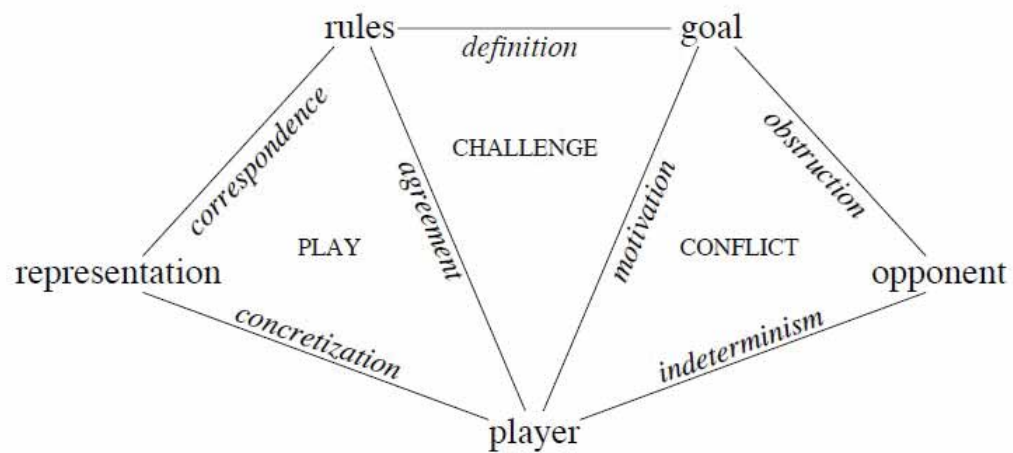 rules
goal
definition
correspondence
CHALLENGE
obstruction
agreement
motivation
PLAY
CONFLICT
representation
opponent
concretization
indeterminism
player